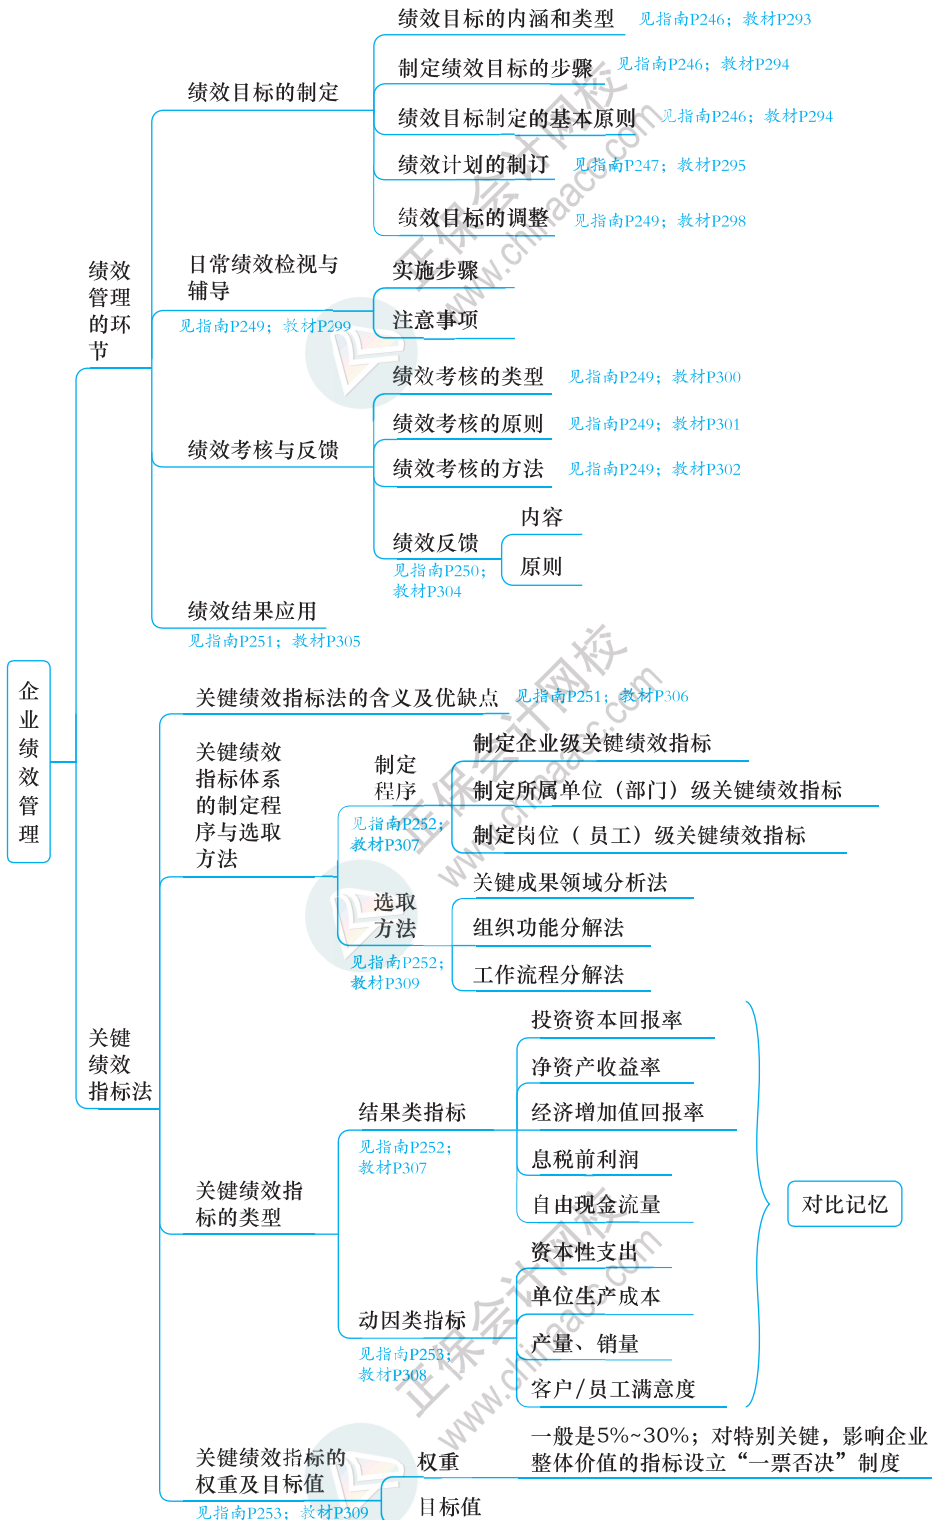 绩效目标的内涵和类型 见指南P246；教材P293
制定绩效目标的步骤 见指南P246；教材P294
绩效目标的制定
绩效目标制定的基本原则 见指南P246；教材P294
绩效计划的制订 见指南P247；教材P295
绩效目标的调整 见指南P249；教材P298
绩效
管理
的环
节
日常绩效检视与
辅导
见指南P249；教材P299
实施步骤
注意事项
绩效考核的类型 见指南P249；教材P300
绩效考核的原则 见指南P249；教材P301
绩效考核与反馈
绩效考核的方法 见指南P249；教材P302
绩效反馈
见指南P250；
教材P304
内容
原则
绩效结果应用
见指南P251；教材P305
企
业
绩
效
管
理
关键绩效指标法的含义及优缺点 见指南P251；教材P306
关键绩效
指标体系
的制定程
序与选取
方法
制定
程序
见指南P252；
教材P307
制定企业级关键绩效指标
制定所属单位（部门）级关键绩效指标
制定岗位（ 员工）级关键绩效指标
选取
方法
见指南P252；
教材P309
关键成果领域分析法
组织功能分解法
工作流程分解法
关键
绩效
指标法
关键绩效指
标的类型
结果类指标
见指南P252；
教材P307
投资资本回报率
净资产收益率
经济增加值回报率
息税前利润
自由现金流量
动因类指标
见指南P253；
教材P308
资本性支出
单位生产成本
产量、销量
客户/员工满意度
对比记忆
关键绩效指标的
权重及目标值
见指南P253；教材P309
权重
一般是5%~30%；对特别关键，影响企业
整体价值的指标设立“一票否决”制度
目标值
正保会计网校
www.chinaacc.com
正保会计网校
www.chinaacc.com
正保会计网校
www.chinaacc.com